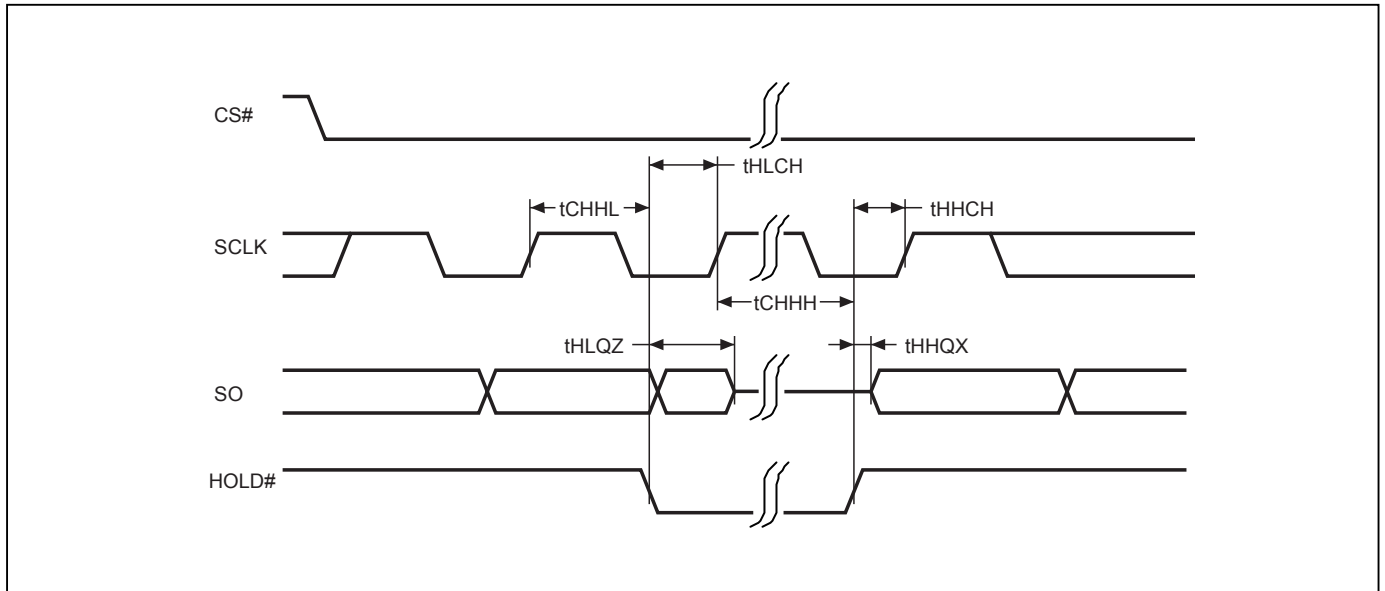 CS#
tHLCH
tCHHL
tHHCH
SCLK
tCHHH
tHLQZ
tHHQX
SO
HOLD#